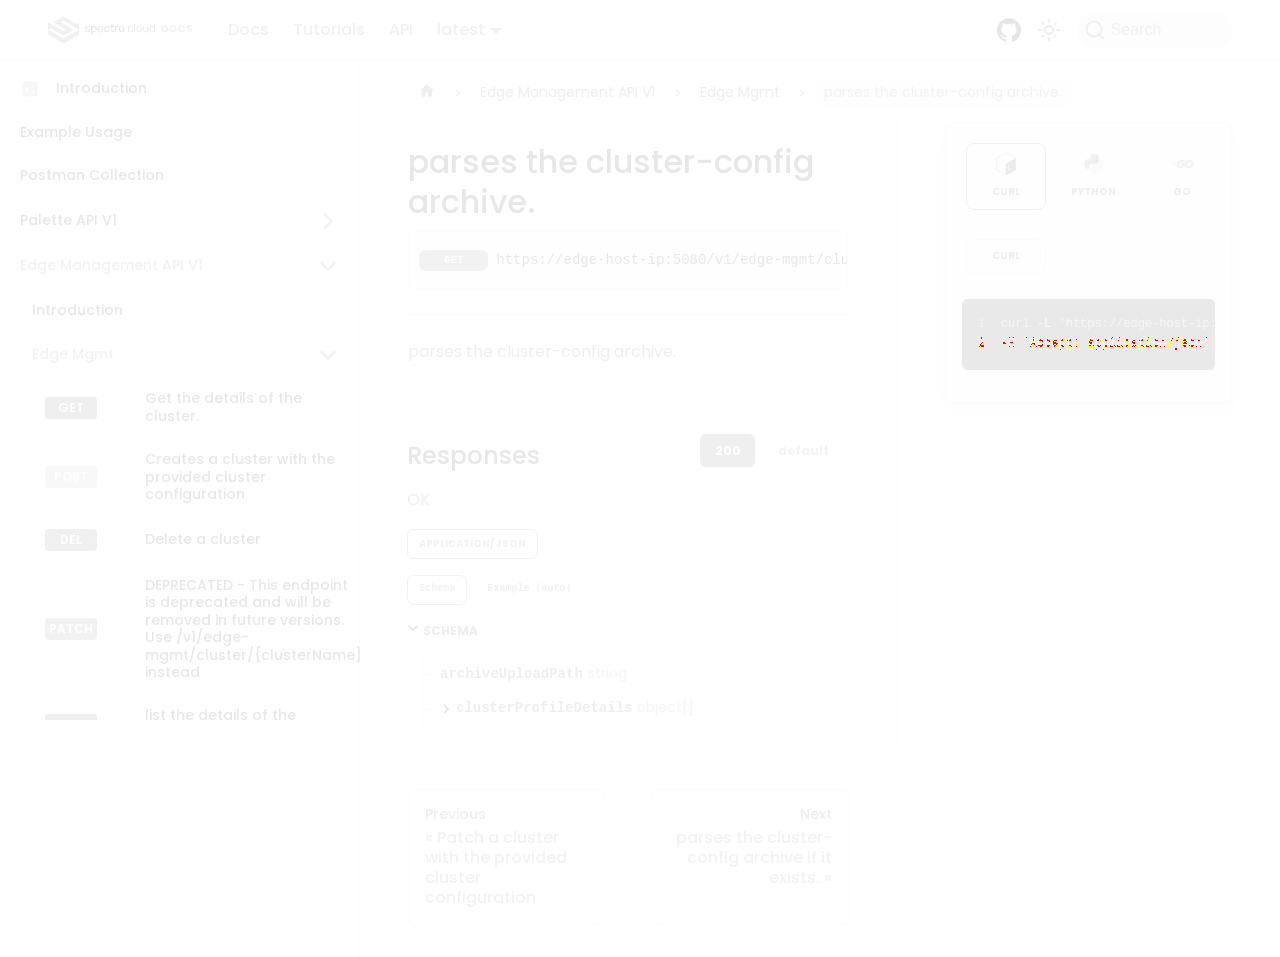 spectro cloud DOCS
Docs
Tutorials
API
latest
Search
Introduction
Example Usage
Postman Collection
Palette API V1
Edge Management API V1
Introduction
Edge Mgmt
GET
Get the details of the
cluster.
POST
Creates a cluster with the
provided cluster
configuration
DEL
Delete a cluster
PATCH
DEPRECATED - This endpoint
is deprecated and will be
removed in future versions.
Use /v1/edge-
mgmt/cluster/{clusterName}
instead
list the details of the
Edge Management API V1
Edge Mgmt
parses the cluster-config archive.
parses the cluster-config
archive.
GET
https://edge-host-ip:5080/v1/edge-mgmt/clu
parses the cluster-config archive.
Responses
200
default
OK
APPLICATION/JSON
Schema
Example (auto)
SCHEMA
archiveUploadPath string
clusterProfileDetails object[]
Previous
« Patch a cluster
with the provided
cluster
configuration
Next
parses the cluster-
config archive if it
exists. »
CURL
PYTHON
GO
CURL
1 curl -L 'https://edge-host-ip:
2 -H 'Accept: application/json'